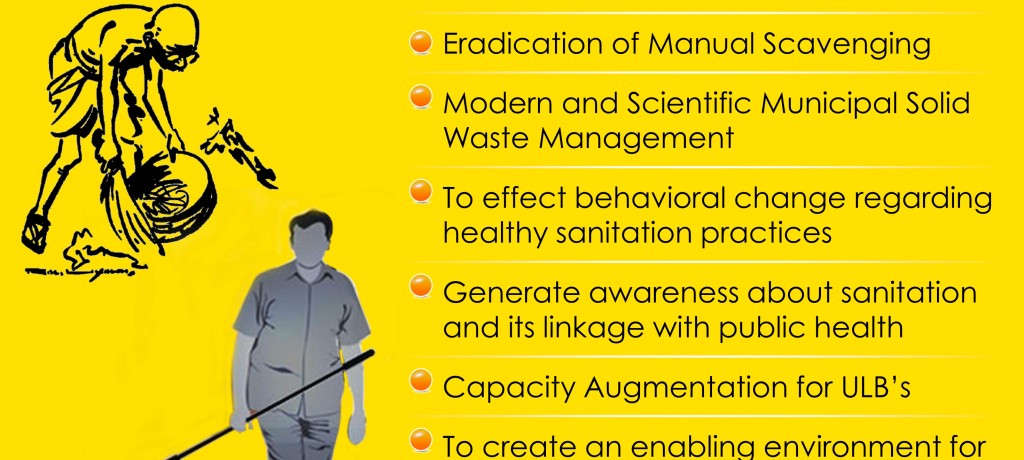 Eradication of Manual Scavenging
Modern and Scientific Municipal Solid
Waste Management
To effect behavioral change regarding
healthy sanitation practices
Generate awareness about sanitation
and its linkage with public health
Capacity Augmentation for ULB’s
To create an enabling environment for